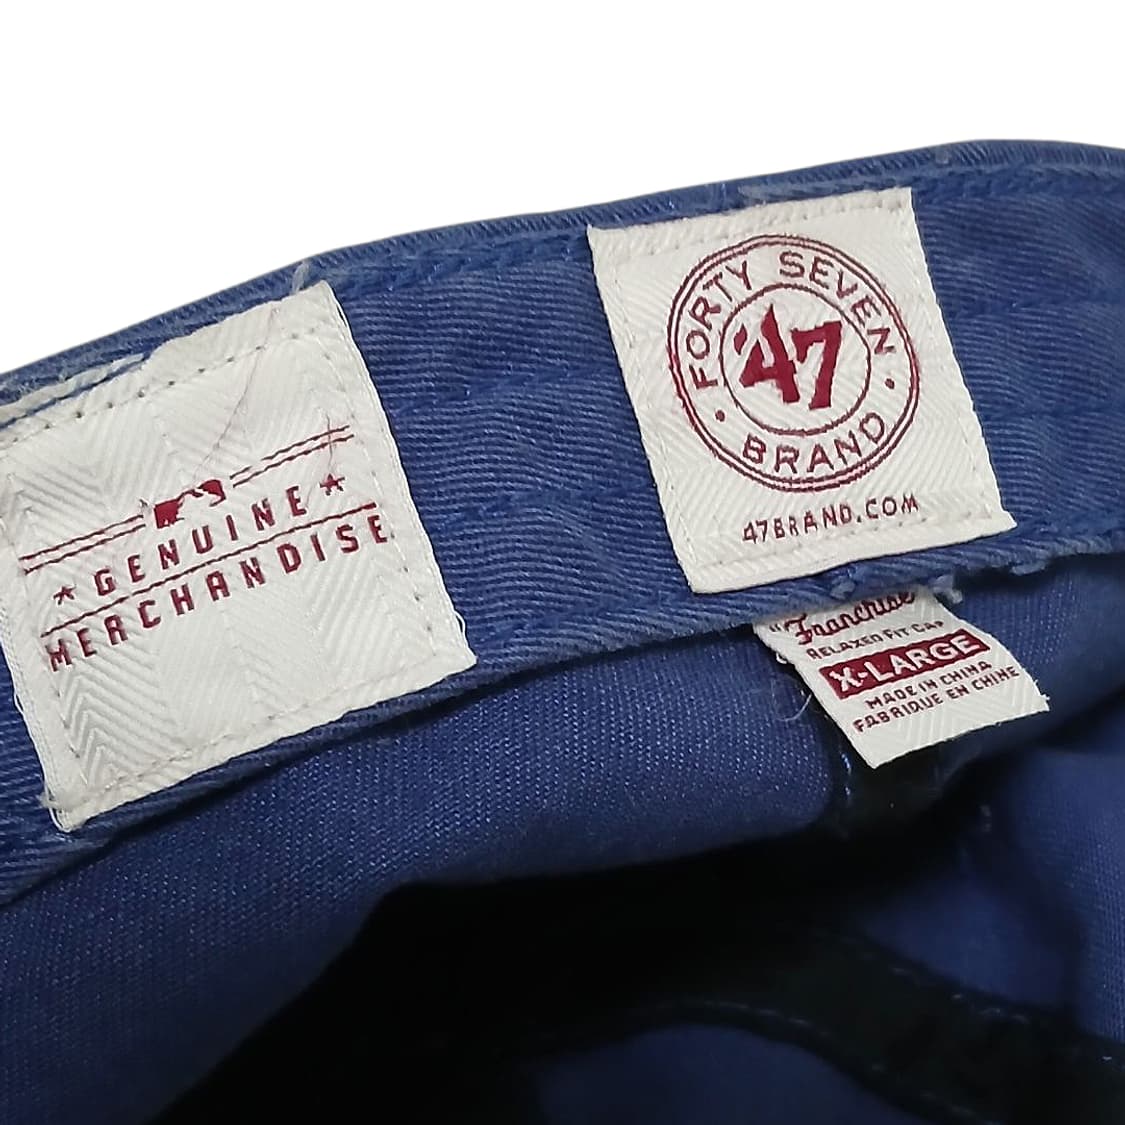 ★ GENUINE ★
MERCHANDISE
FORTY SEVEN
'47
• BRAND •
47BRAND.COM
"Franchise
RELAXED FIT CAP
X-LARGE
MADE IN CHINA
FABRIQUE EN CHINE